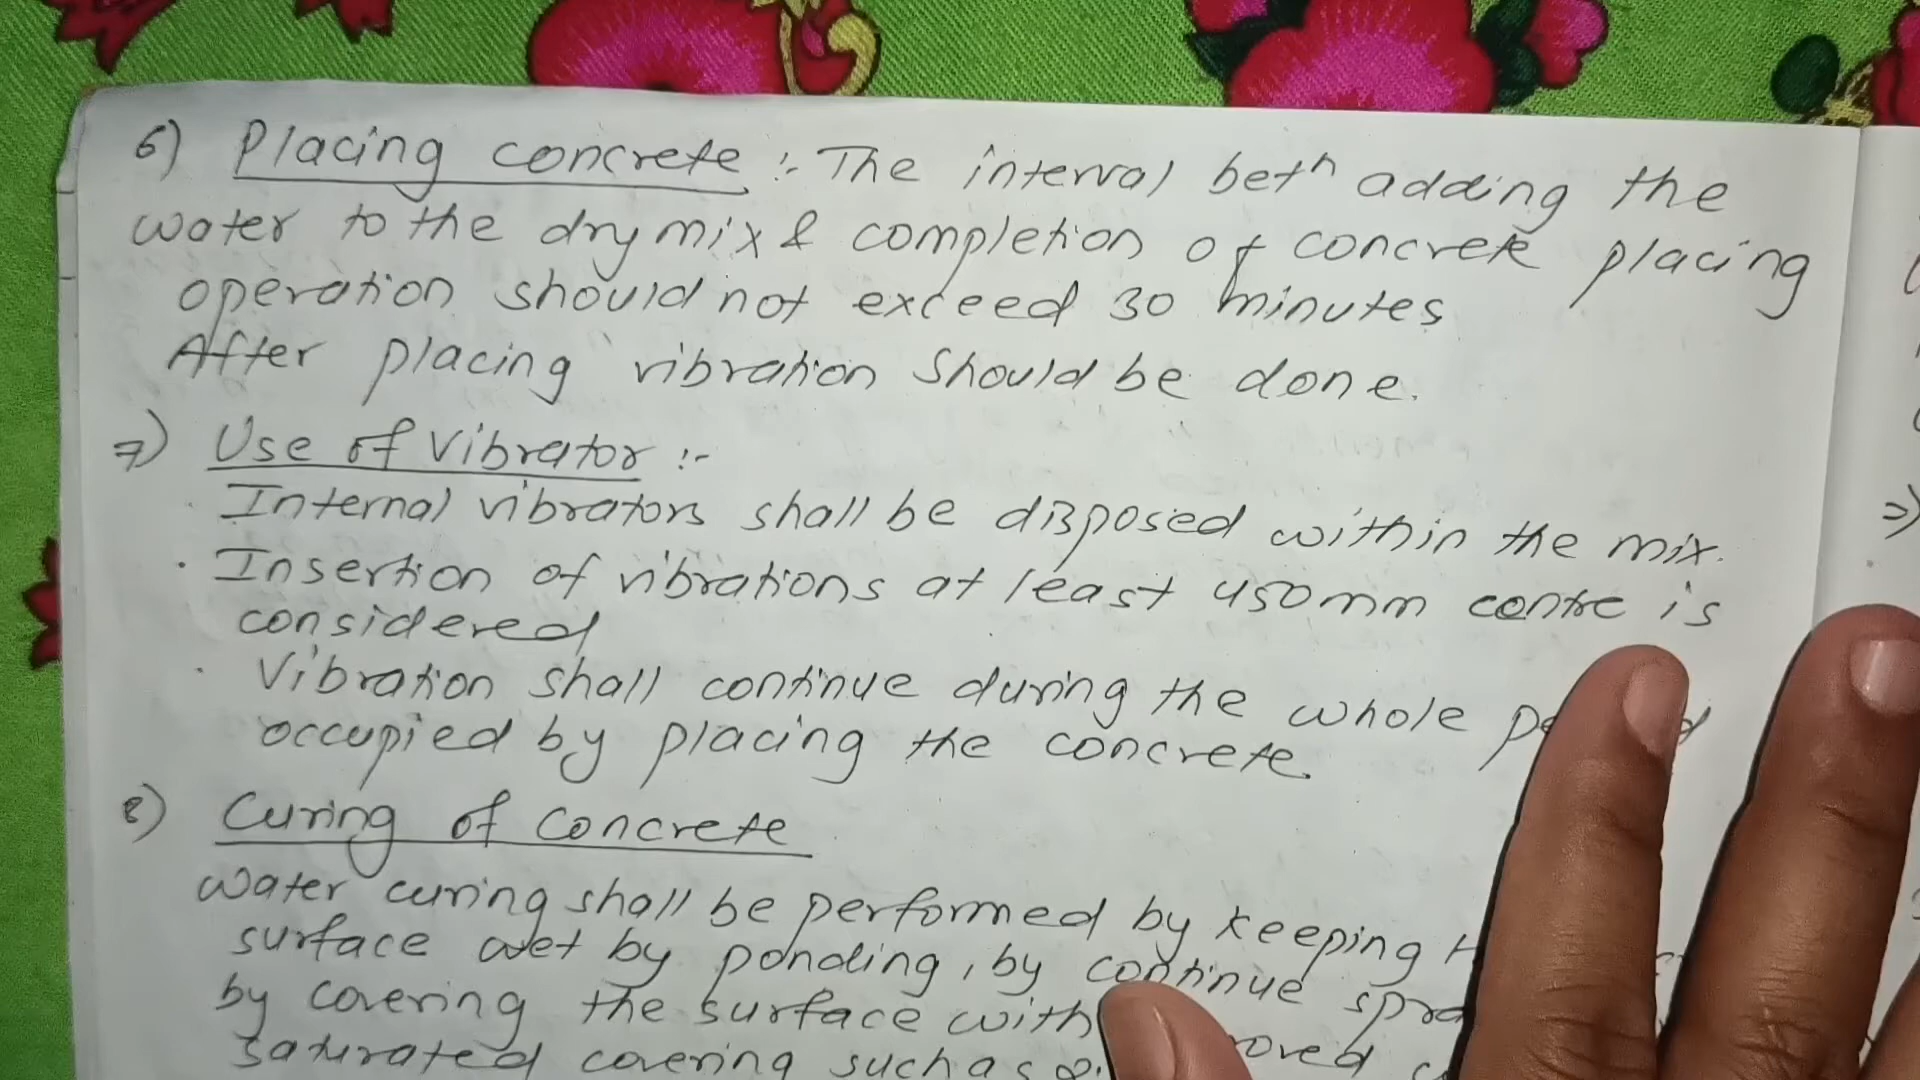 6) Placing concrete :- The interval betn adding the
water to the dry mix & completion of concrete placing
operation should not exceed 30 minutes
After placing vibration should be done.
7) Use of Vibrator :-
Internal vibrators shall be disposed within the mix.
· Insertion of vibrations at least 450mm centre is
considered
· Vibration shall continue during the whole
occupied by placing the concrete.
8) Curing of Concrete
Water curing shall be performed by keeping
surface wet by ponding, by continue
by covering the surface with
saturated covering such as